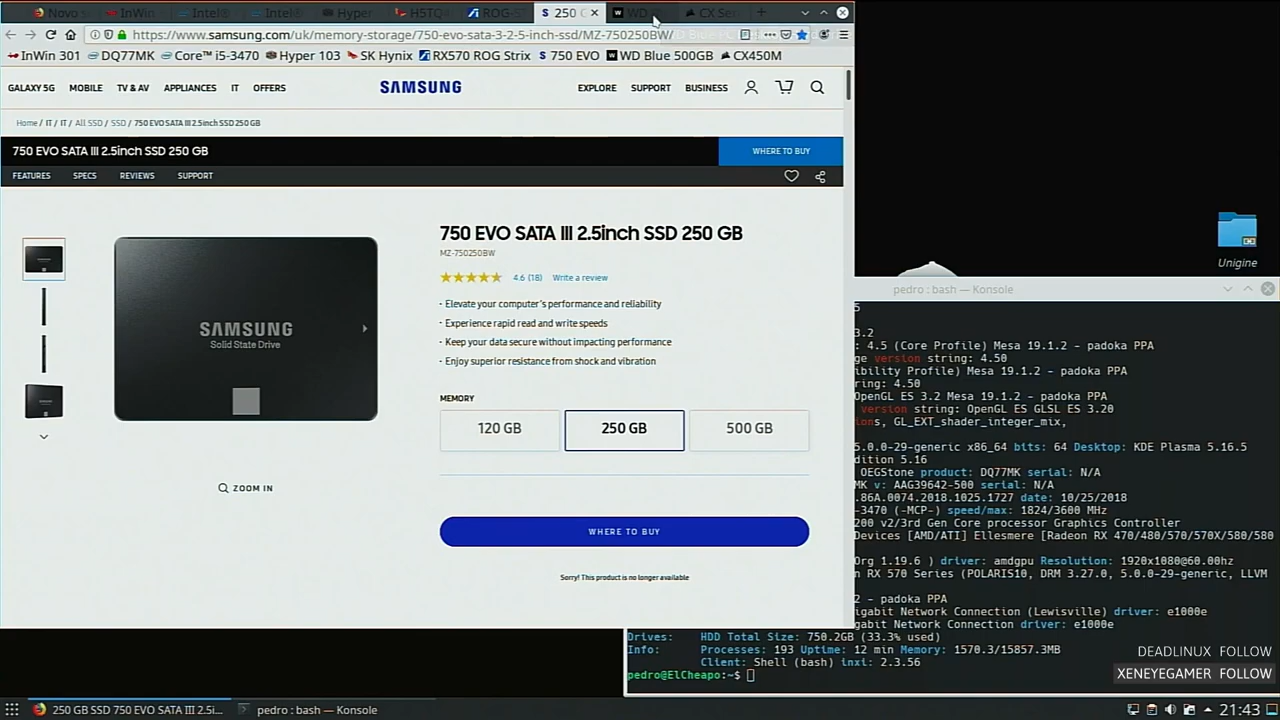 Novo
InWin
Intel®
Intel®
Hyper
H5TQ
ROG-S
S 250 G
WD
CX Ser
https://www.samsung.com/uk/memory-storage/750-evo-sata-3-2-5-inch-ssd/MZ-750250BW/
InWin 301
DQ77MK
Core™ i5-3470
Hyper 103
SK Hynix
RX570 ROG Strix
S 750 EVO
WD Blue 500GB
CX450M
GALAXY 5G
MOBILE
TV & AV
APPLIANCES
IT
OFFERS
SAMSUNG
EXPLORE
SUPPORT
BUSINESS
Home / IT / IT / All SSD / SSD / 750 EVO SATA III 2.5inch SSD 250 GB
750 EVO SATA III 2.5inch SSD 250 GB
WHERE TO BUY
FEATURES
SPECS
REVIEWS
SUPPORT
SAMSUNG
Solid State Drive
ZOOM IN
750 EVO SATA III 2.5inch SSD 250 GB
MZ-750250BW
4.6 (18)
Write a review
· Elevate your computer's performance and reliability
· Experience rapid read and write speeds
· Keep your data secure without impacting performance
· Enjoy superior resistance from shock and vibration
MEMORY
120 GB
250 GB
500 GB
WHERE TO BUY
Sorry! This product is no longer available
Unigine
pedro : bash — Konsole
5
3.2
: 4.5 (Core Profile) Mesa 19.1.2 - padoka PPA
ge version string: 4.50
ibility Profile) Mesa 19.1.2 - padoka PPA
ring: 4.50
OpenGL ES 3.2 Mesa 19.1.2 - padoka PPA
version string: OpenGL ES GLSL ES 3.20
ons, GL_EXT_shader_integer_mix,
5.0.0-29-generic x86_64 bits: 64 Desktop: KDE Plasma 5.16.5
dition 5.16
OEGStone product: DQ77MK serial: N/A
MK v: AAG39642-500 serial: N/A
.86A.0074.2018.1025.1727 date: 10/25/2018
-3470 (-MCP-) speed/max: 1824/3600 MHz
200 v2/3rd Gen Core processor Graphics Controller
Devices [AMD/ATI] Ellesmere [Radeon RX 470/480/570/570X/580/580
Org 1.19.6 ) driver: amdgpu Resolution: 1920x1080@60.00hz
n RX 570 Series (POLARIS10, DRM 3.27.0, 5.0.0-29-generic, LLVM
2 - padoka PPA
igabit Network Connection (Lewisville) driver: e1000e
gabit Network Connection driver: e1000e
Drives: HDD Total Size: 750.2GB (33.3% used)
Info: Processes: 193 Uptime: 12 min Memory: 1570.3/15857.3MB
Client: Shell (bash) inxi: 2.3.56
pedro@ElCheapo:~$
DEADLINUX FOLLOW
XENEYEGAMER FOLLOW
250 GB SSD 750 EVO SATA III 2.5i...
pedro : bash — Konsole
21:43